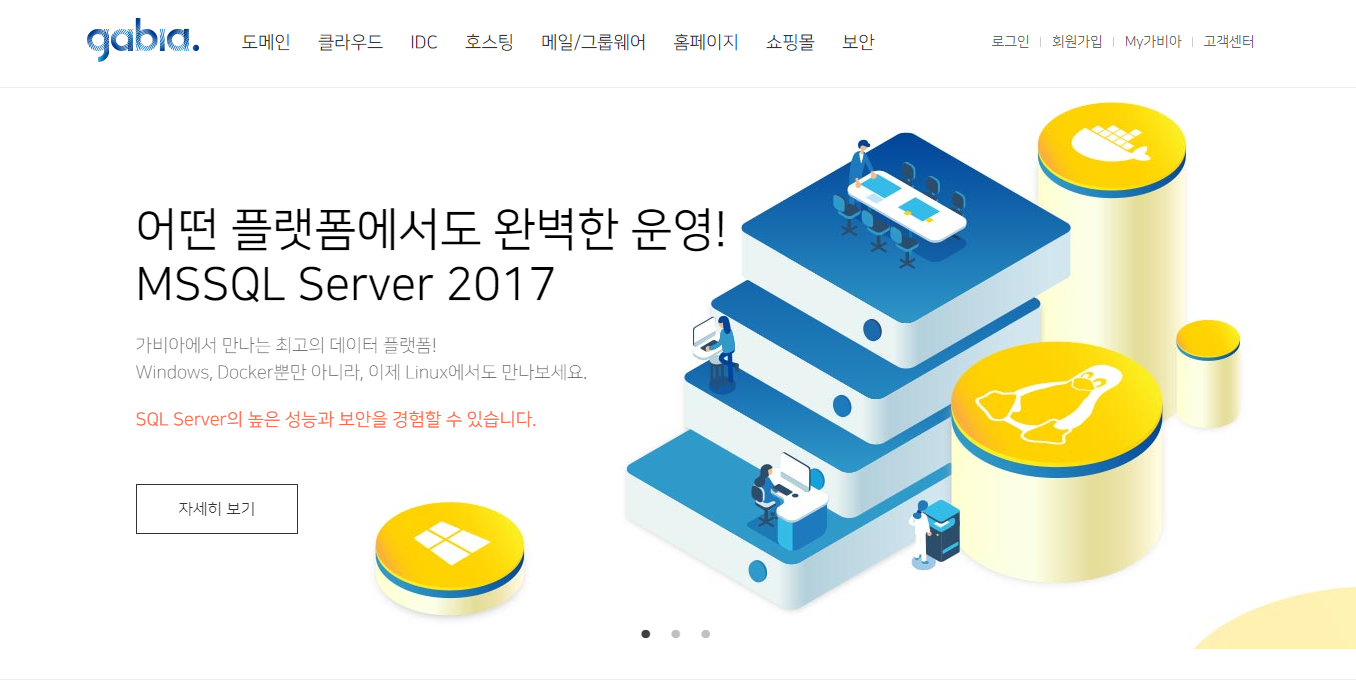 gabia.
도메인 클라우드 IDC 호스팅 메일/그룹웨어 홈페이지 쇼핑몰 보안
로그인 회원가입 My가비아 고객센터
어떤 플랫폼에서도 완벽한 운영!
MSSQL Server 2017
가비아에서 만나는 최고의 데이터 플랫폼!
Windows, Docker뿐만 아니라, 이제 Linux에서도 만나보세요.
SQL Server의 높은 성능과 보안을 경험할 수 있습니다.
자세히 보기